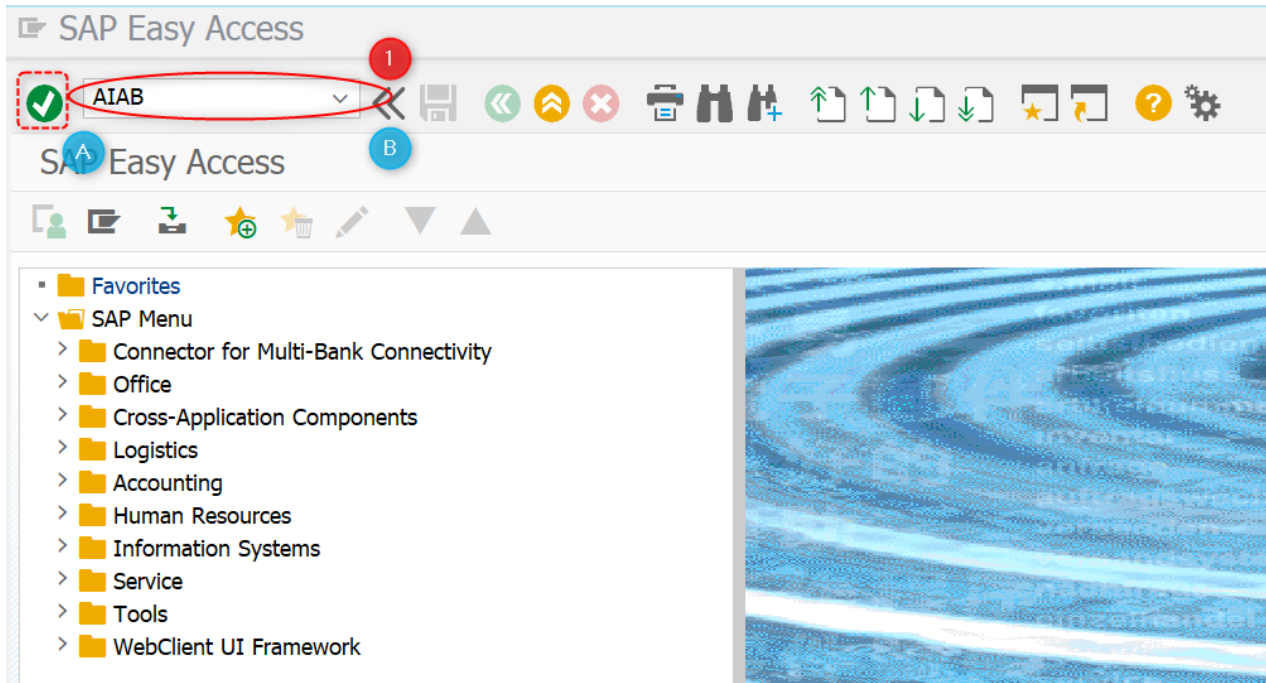 SAP Easy Access
1
AIAB
A
B
SAP Easy Access
Favorites
SAP Menu
Connector for Multi-Bank Connectivity
Office
Cross-Application Components
Logistics
Accounting
Human Resources
Information Systems
Service
Tools
WebClient UI Framework